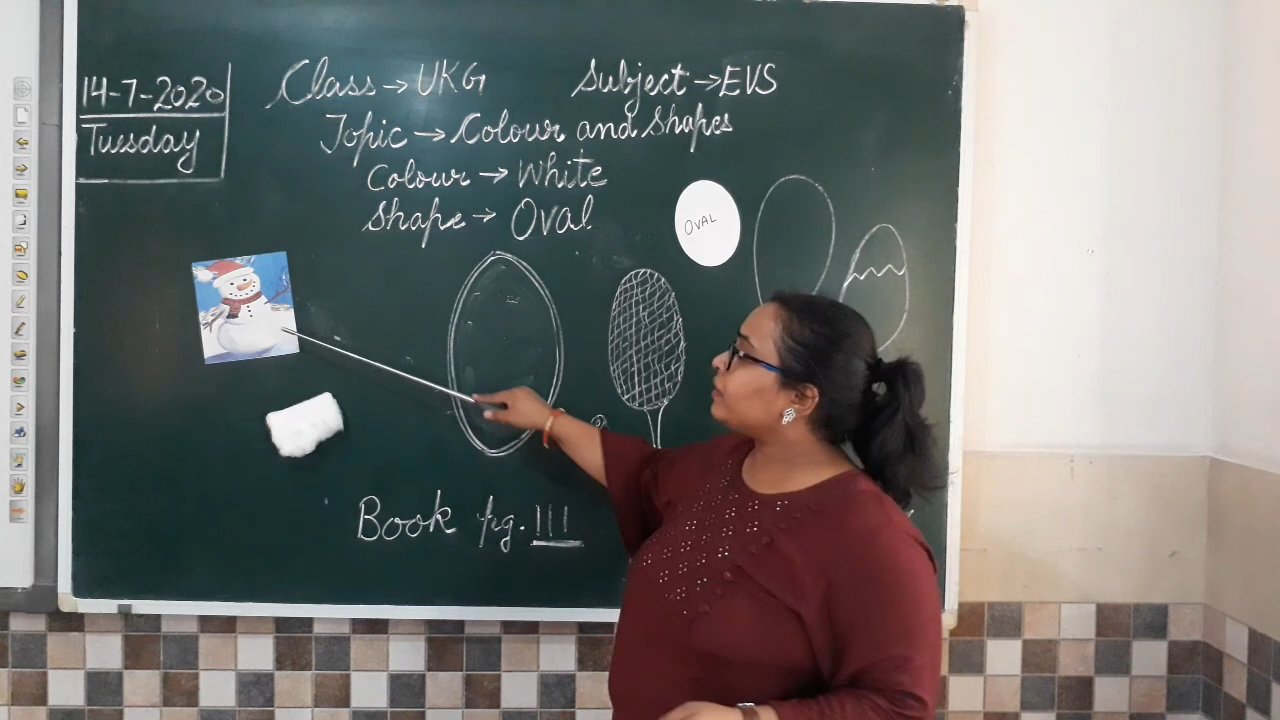 14-7-2020
Tuesday
Class → UKG Subject → EVS
Topic → Colour and Shapes
Colour → White
Shape → Oval
OVAL
Book pg. 111